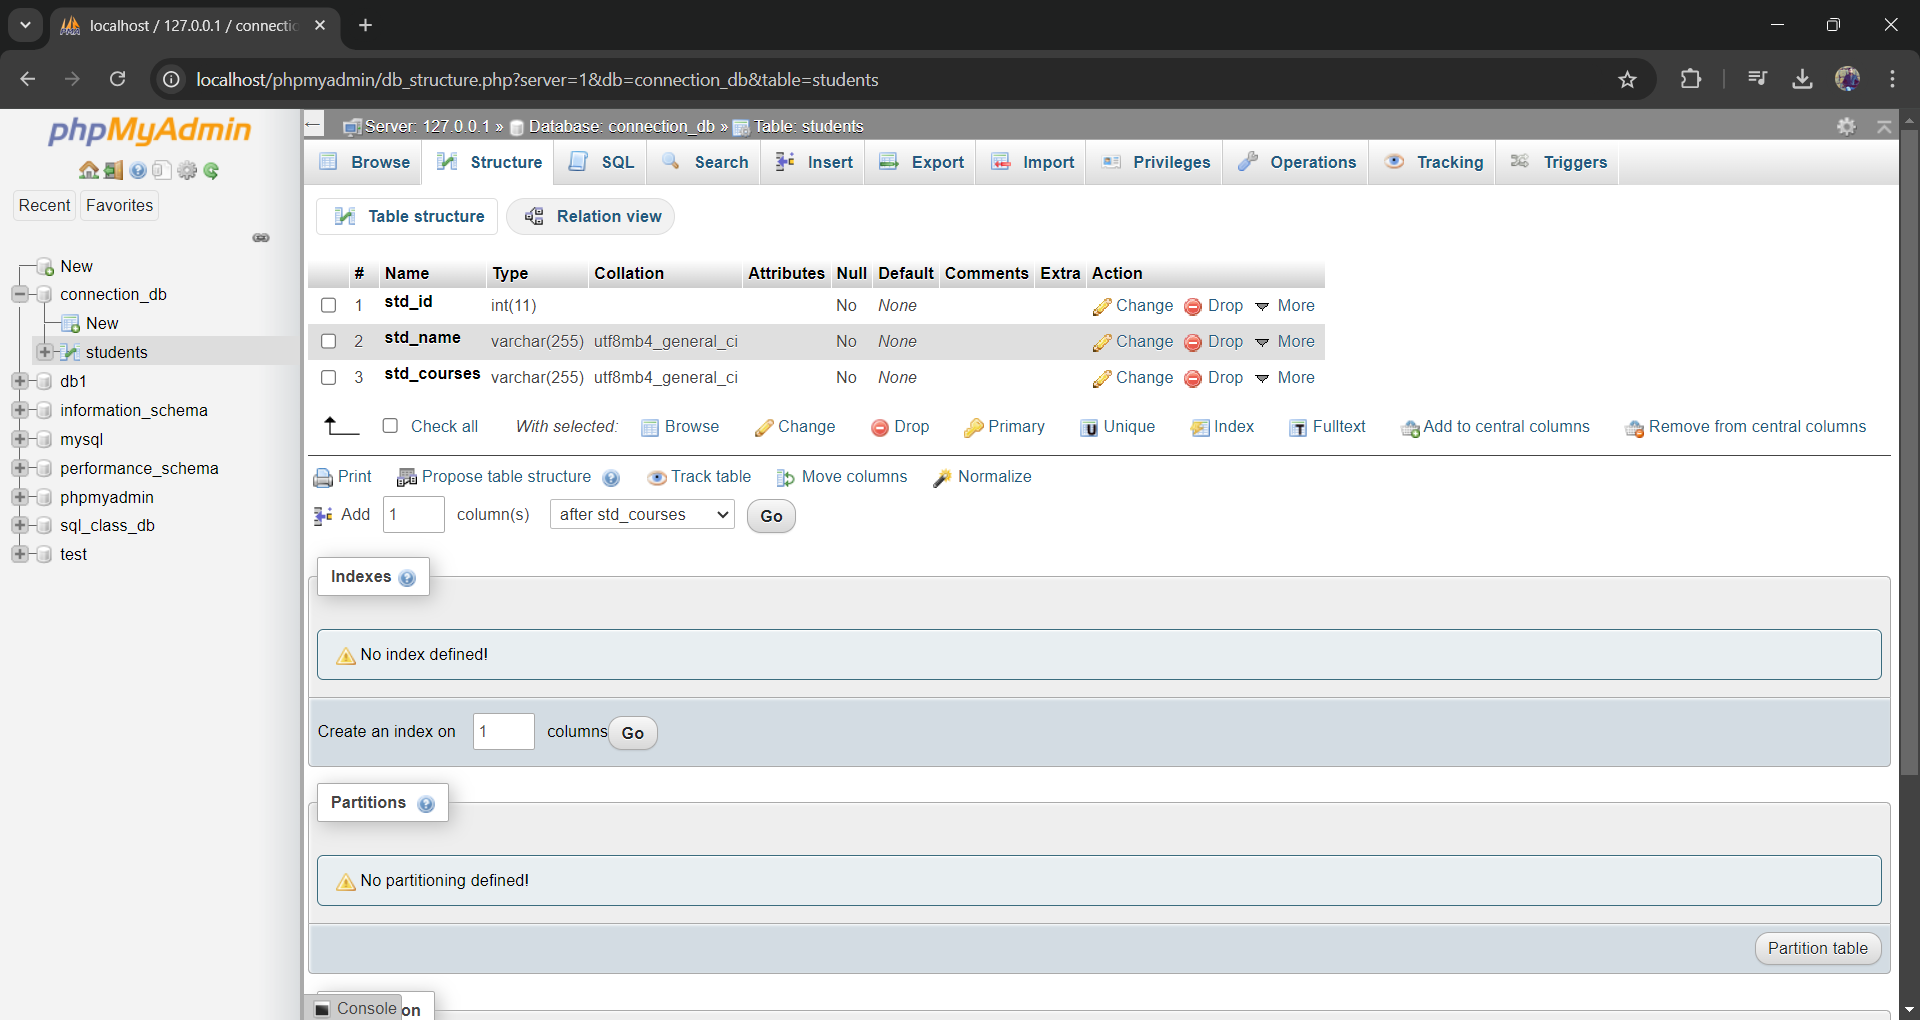 localhost / 127.0.0.1 / connectic
localhost/phpmyadmin/db_structure.php?server=1&db=connection_db&table=students
phpMyAdmin
Recent Favorites
New
connection_db
New
students
db1
information_schema
mysql
performance_schema
phpmyadmin
sql_class_db
test
Server: 127.0.0.1 » Database: connection_db » Table: students
Browse Structure SQL Search Insert Export Import Privileges Operations Tracking Triggers
Table structure Relation view
# Name Type Collation Attributes Null Default Comments Extra Action
1 std_id int(11) No None Change Drop More
2 std_name varchar(255) utf8mb4_general_ci No None Change Drop More
3 std_courses varchar(255) utf8mb4_general_ci No None Change Drop More
Check all With selected: Browse Change Drop Primary Unique Index Fulltext Add to central columns Remove from central columns
Print Propose table structure Track table Move columns Normalize
Add 1 column(s) after std_courses Go
Indexes
No index defined!
Create an index on 1 columns Go
Partitions
No partitioning defined!
Partition table
Console on